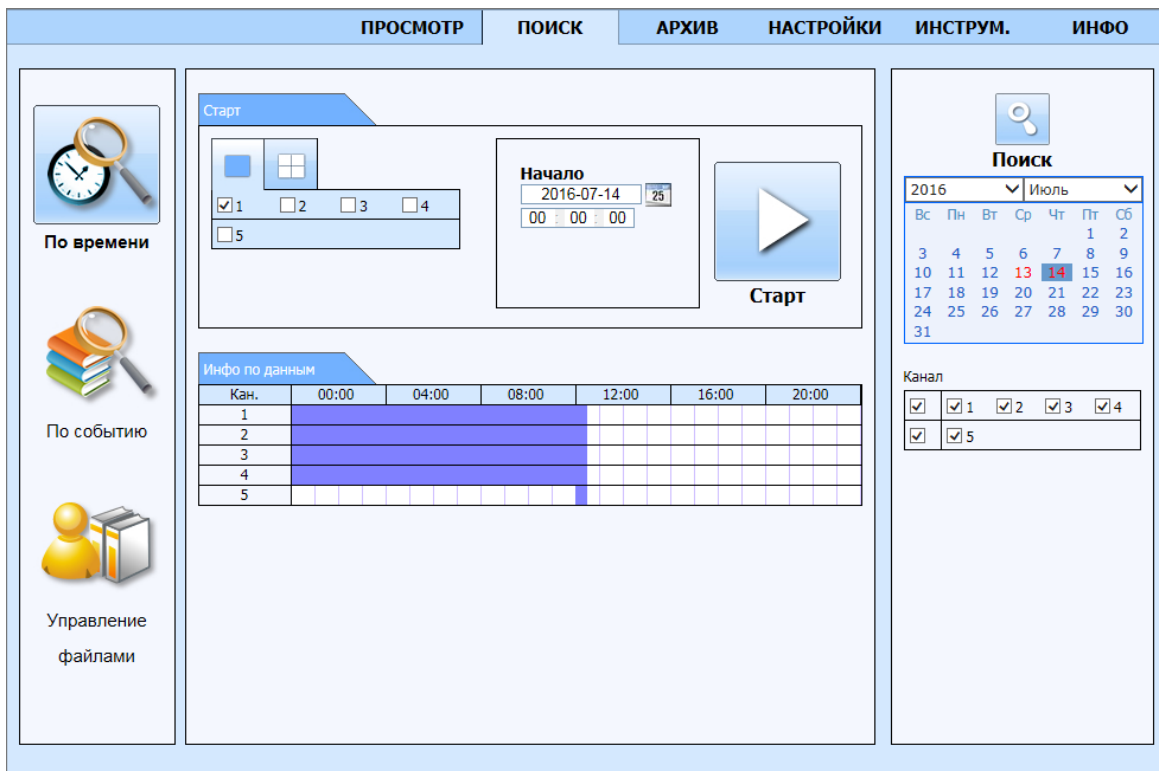 ПРОСМОТР ПОИСК АРХИВ НАСТРОЙКИ ИНСТРУМ. ИНФО
По времени
По событию
Управление
файлами
Старт
1 2 3 4
5
Начало
2016-07-14 25
00 : 00 : 00
Старт
Инфо по данным
Кан. 00:00 04:00 08:00 12:00 16:00 20:00
1
2
3
4
5
Поиск
2016 Июль
Вс Пн Вт Ср Чт Пт Сб
1 2
3 4 5 6 7 8 9
10 11 12 13 14 15 16
17 18 19 20 21 22 23
24 25 26 27 28 29 30
31
Канал
1 2 3 4
5